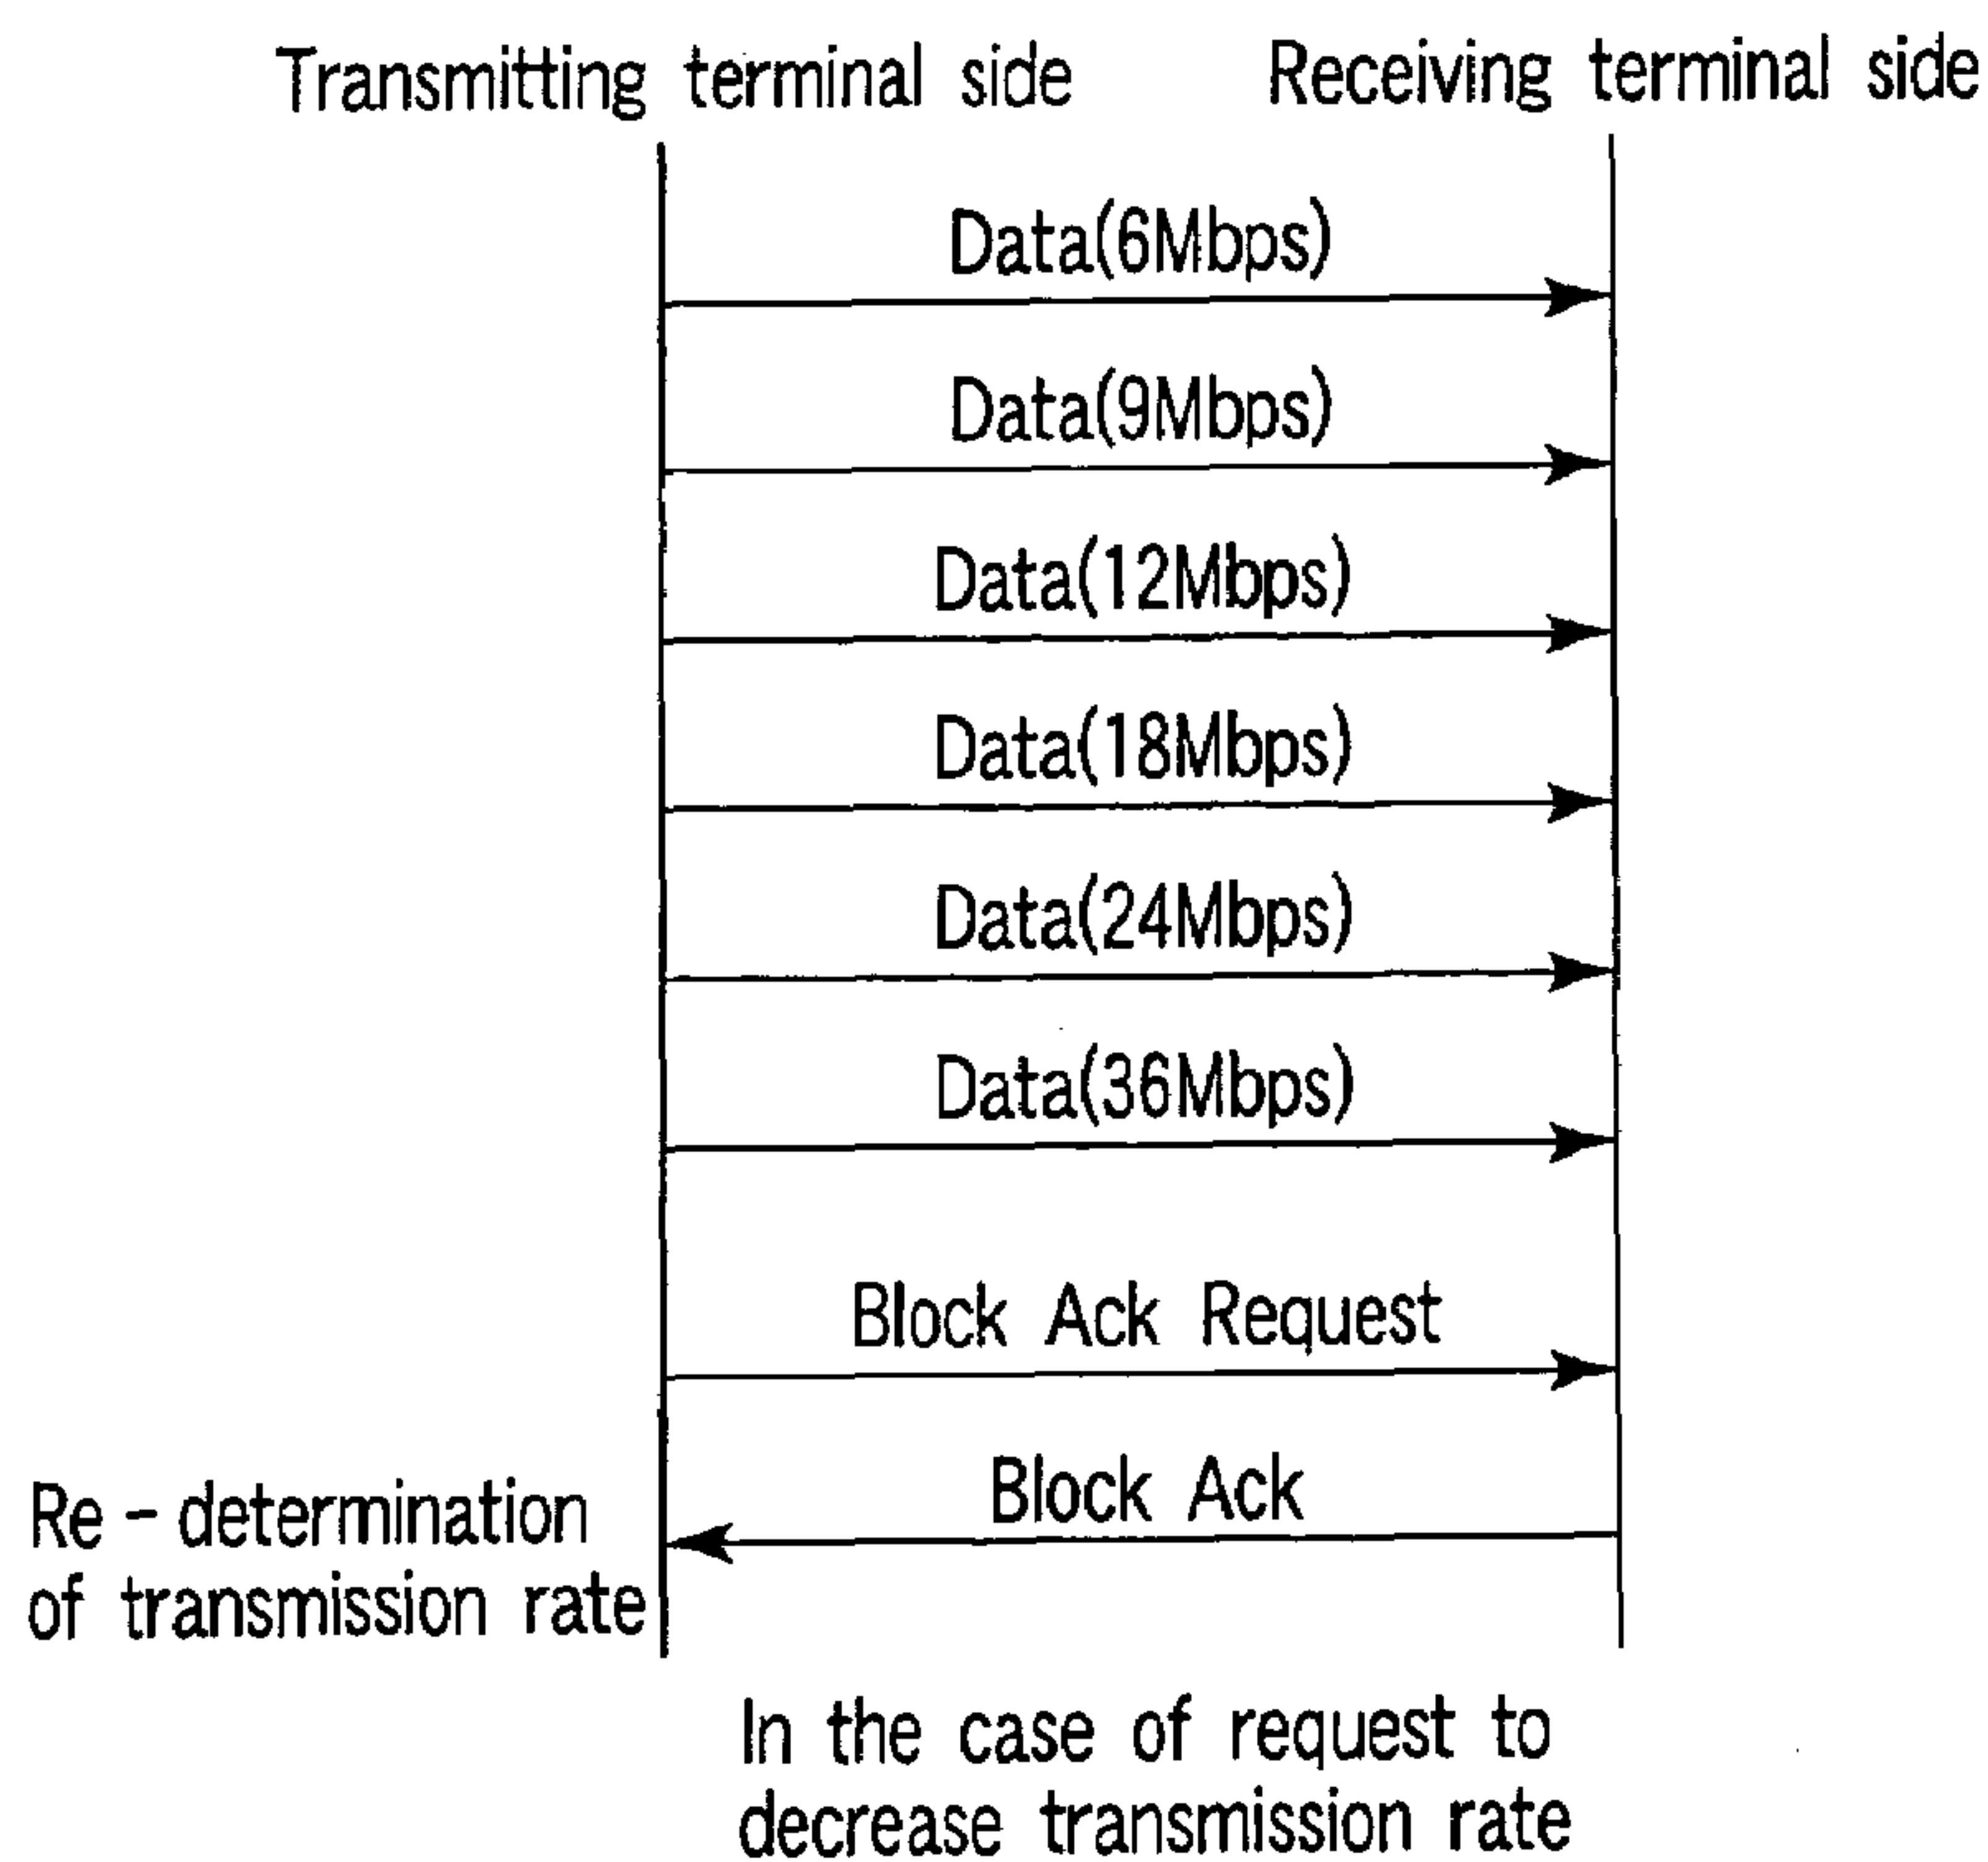 Transmitting terminal side
Receiving terminal side
Data(6Mbps)
Data(9Mbps)
Data(12Mbps)
Data(18Mbps)
Data(24Mbps)
Data(36Mbps)
Block Ack Request
Block Ack
Re-determination
of transmission rate
In the case of request to
decrease transmission rate